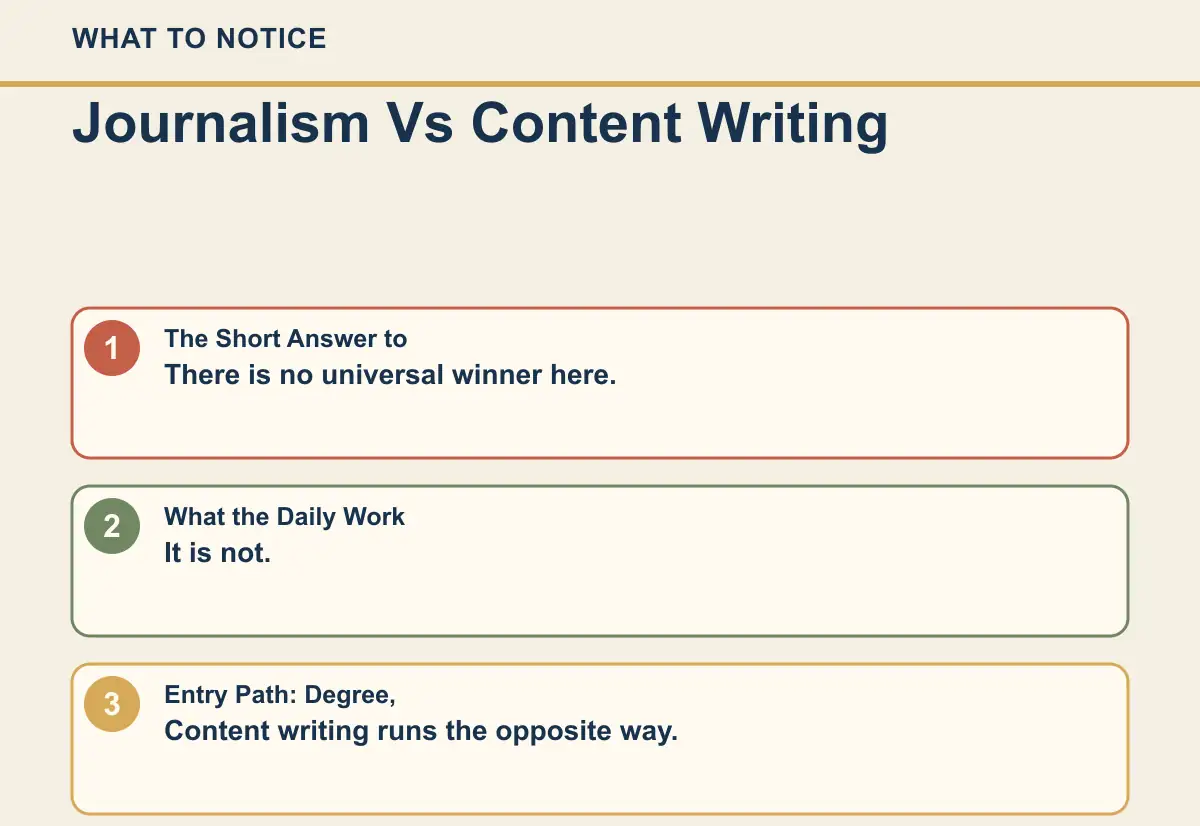 WHAT TO NOTICE
Journalism Vs Content Writing
1
The Short Answer to
There is no universal winner here.
2
What the Daily Work
It is not.
3
Entry Path: Degree,
Content writing runs the opposite way.